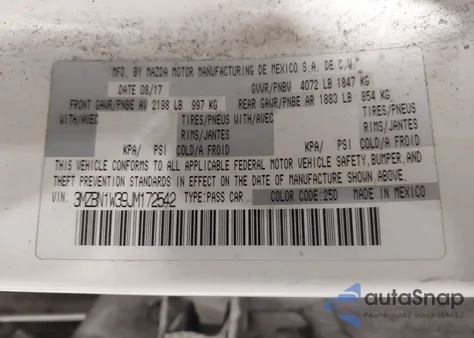 MFD. BY MAZDA MOTOR MANUFACTURING DE MEXICO S.A. DE C.V.
DATE 08/17 GVWR/PNBV 4072 LB 1847 KG
FRONT GAWR/PNBE AV 2198 LB 997 KG REAR GAWR/PNBE AR 1883 LB 854 KG
WITH/AVEC TIRES/PNEUS WITH/AVEC TIRES/PNEUS
RIMS/JANTES RIMS/JANTES
KPA/ PSI COLD/A FROID KPA/ PSI COLD/A FROID
THIS VEHICLE CONFORMS TO ALL APPLICABLE FEDERAL MOTOR VEHICLE SAFETY, BUMPER, AND
THEFT PREVENTION STANDARDS IN EFFECT ON THE DATE OF MANUFACTURE SHOWN ABOVE.
VIN: 3MZBN1W39JM172542 TYPE:PASS CAR COLOR CODE:25D MADE IN MEXICO
autoSnap